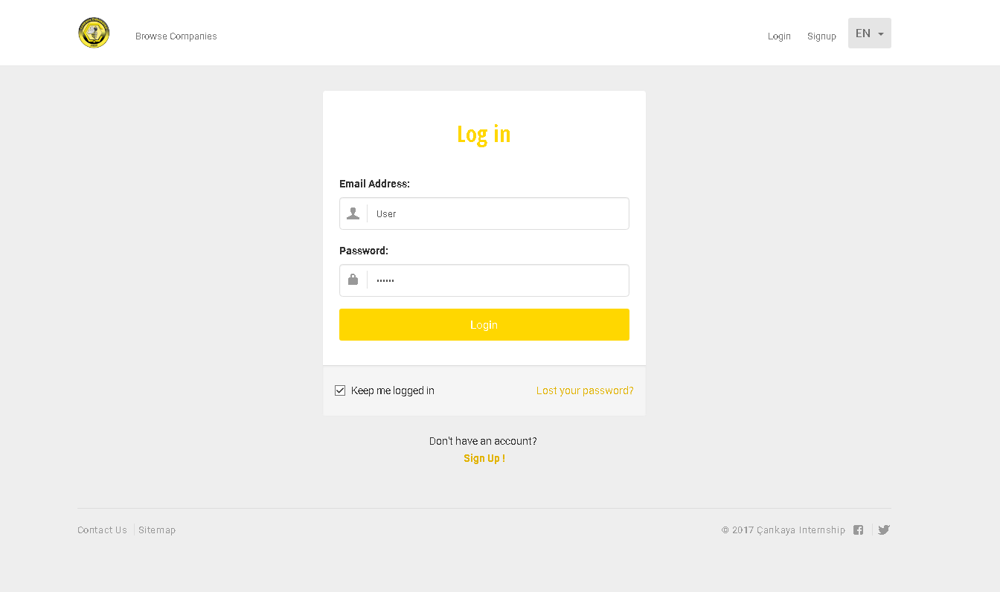 Browse Companies
Login
Signup
EN
Log in
Email Address:
User
Password:
••••••
Login
Keep me logged in
Lost your password?
Don't have an account?
Sign Up !
Contact Us
Sitemap
© 2017 Çankaya Internship